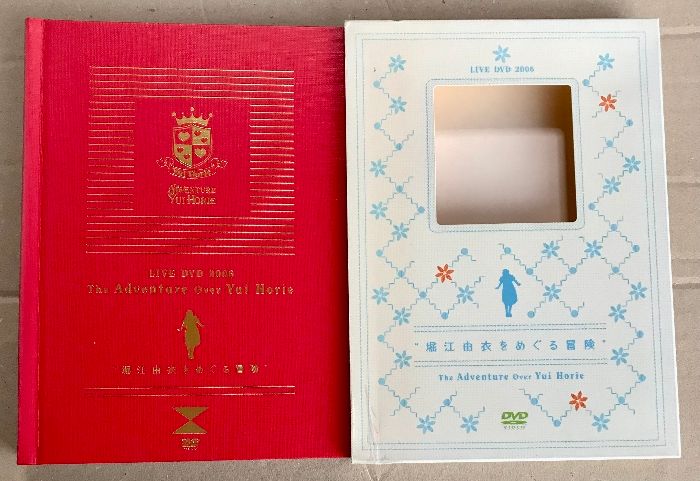 Yui Horie
ADVENTURE
YUI HORIE
LIVE DVD 2006
The Adventure Over Yui Horie
"堀江由衣をめぐる冒険"
LIVE DVD 2006
"堀江由衣をめぐる冒険"
The Adventure Over Yui Horie
DVD
VIDEO